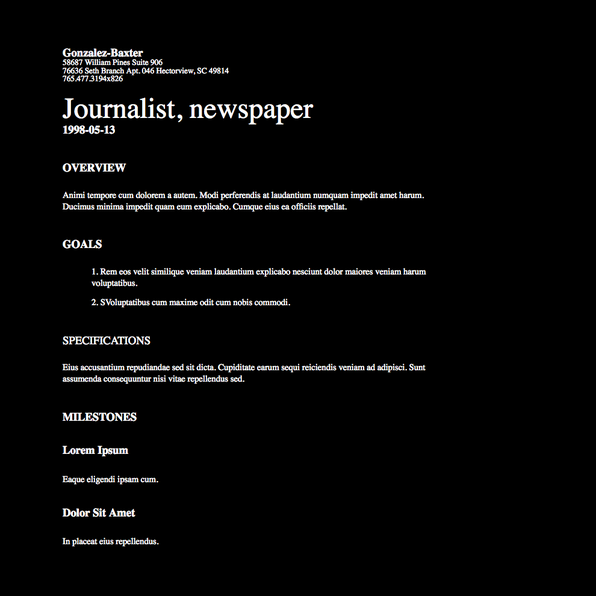 Gonzalez-Baxter
58687 William Pines Suite 906
76636 Seth Branch Apt. 046 Hectorview, SC 49814
765.477.3194x826
Journalist, newspaper
1998-05-13
OVERVIEW
Animi tempore cum dolorem a autem. Modi perferendis at laudantium numquam impedit amet harum.
Ducimus minima impedit quam eum explicabo. Cumque eius ea officiis repellat.
GOALS
1. Rem eos velit similique veniam laudantium explicabo nesciunt dolor maiores veniam harum
voluptatibus.
2. SVoluptatibus cum maxime odit cum nobis commodi.
SPECIFICATIONS
Eius accusantium repudiandae sed sit dicta. Cupiditate earum sequi reiciendis veniam ad adipisci. Sunt
assumenda consequuntur nisi vitae repellendus sed.
MILESTONES
Lorem Ipsum
Eaque eligendi ipsam cum.
Dolor Sit Amet
In placeat eius repellendus.